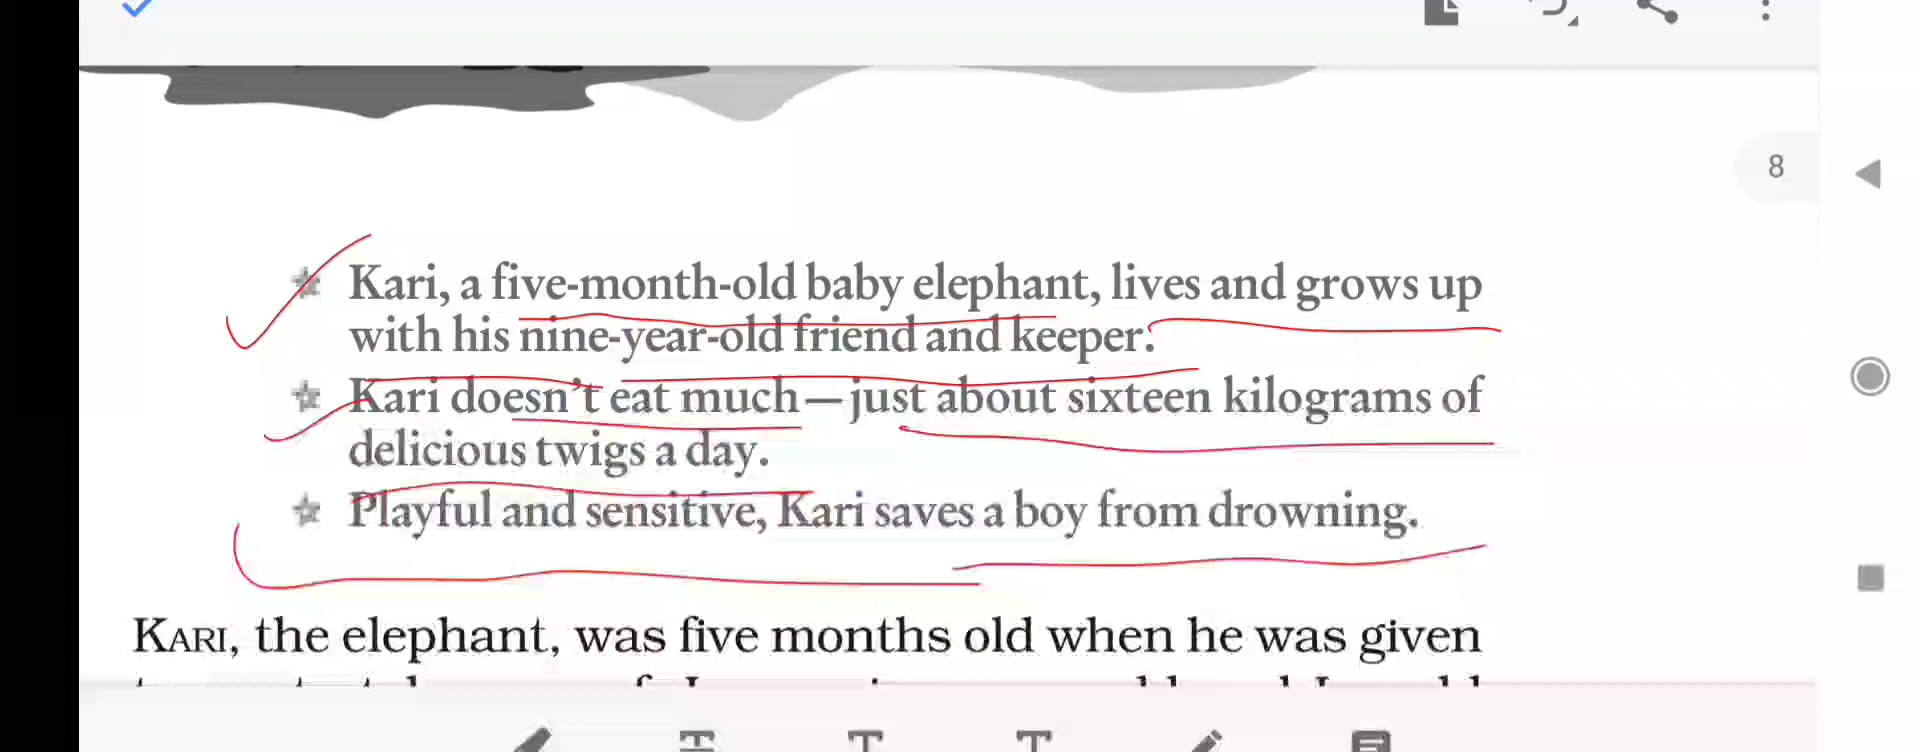 8
Kari, a five-month-old baby elephant, lives and grows up
with his nine-year-old friend and keeper.
Kari doesn't eat much—just about sixteen kilograms of
delicious twigs a day.
Playful and sensitive, Kari saves a boy from drowning.
KARI, the elephant, was five months old when he was given